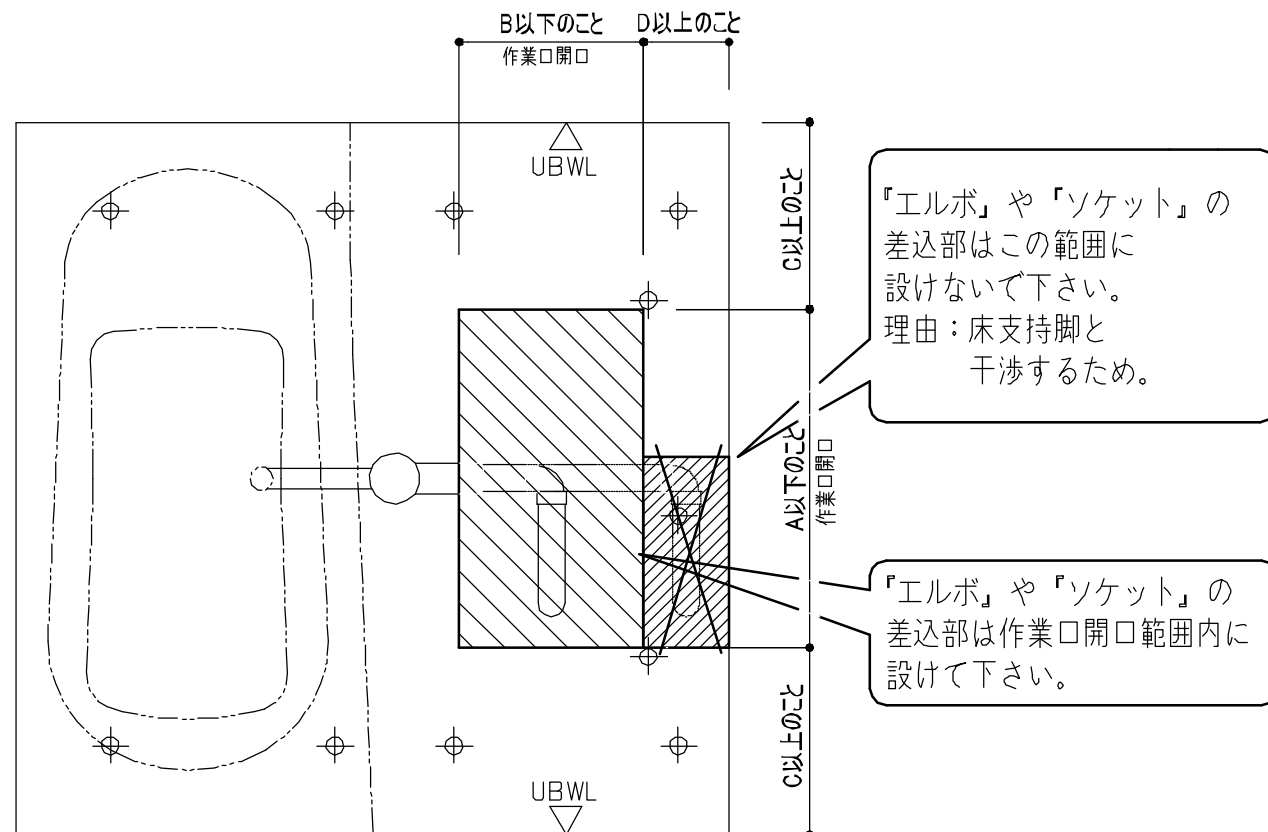 B以下のこと
D以上のこと
作業口開口
UBWL
C以上のこと
『エルボ』や『ソケット』の
差込部はこの範囲に
設けないで下さい。
理由：床支持脚と
干渉するため。
A以下のこと
作業口開口
『エルボ』や『ソケット』の
差込部は作業口開口範囲内に
設けて下さい。
C以上のこと
UBWL